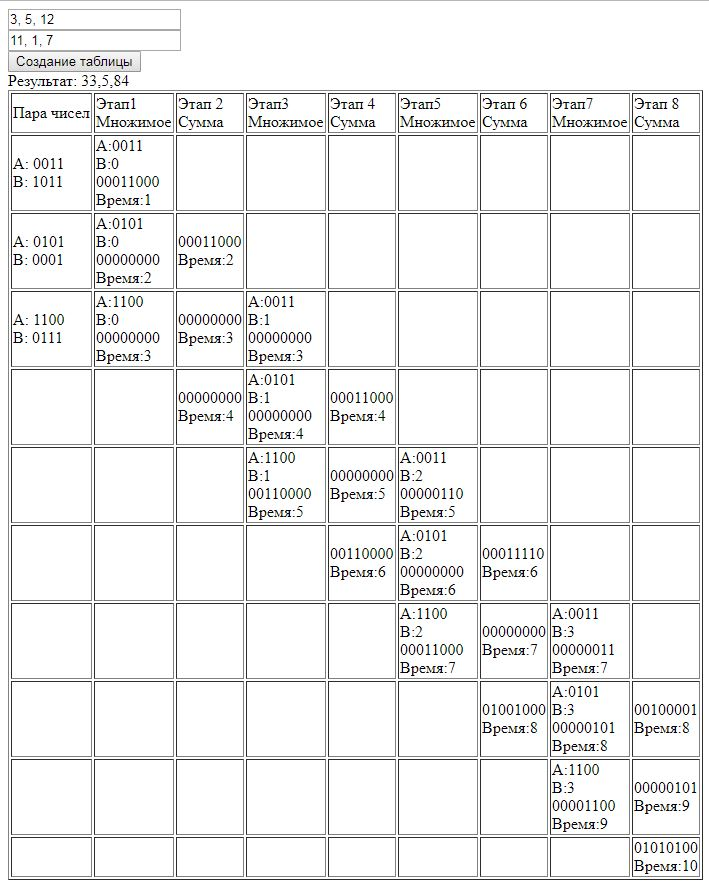 3, 5, 12
11, 1, 7
Создание таблицы
Результат: 33,5,84
Пара чисел
Этап1
Множимое
Этап 2
Сумма
Этап3
Множимое
Этап 4
Сумма
Этап5
Множимое
Этап 6
Сумма
Этап7
Множимое
Этап 8
Сумма
A: 0011
B: 1011
A:0011
B:0
00011000
Время:1
A: 0101
B: 0001
A:0101
B:0
00000000
Время:2
00011000
Время:2
A: 1100
B: 0111
A:1100
B:0
00000000
Время:3
00000000
Время:3
A:0011
B:1
00000000
Время:3
00000000
Время:4
A:0101
B:1
00000000
Время:4
00011000
Время:4
A:1100
B:1
00110000
Время:5
00000000
Время:5
A:0011
B:2
00000110
Время:5
00110000
Время:6
A:0101
B:2
00000000
Время:6
00011110
Время:6
A:1100
B:2
00011000
Время:7
00000000
Время:7
A:0011
B:3
00000011
Время:7
01001000
Время:8
A:0101
B:3
00000101
Время:8
00100001
Время:8
A:1100
B:3
00001100
Время:9
00000101
Время:9
01010100
Время:10